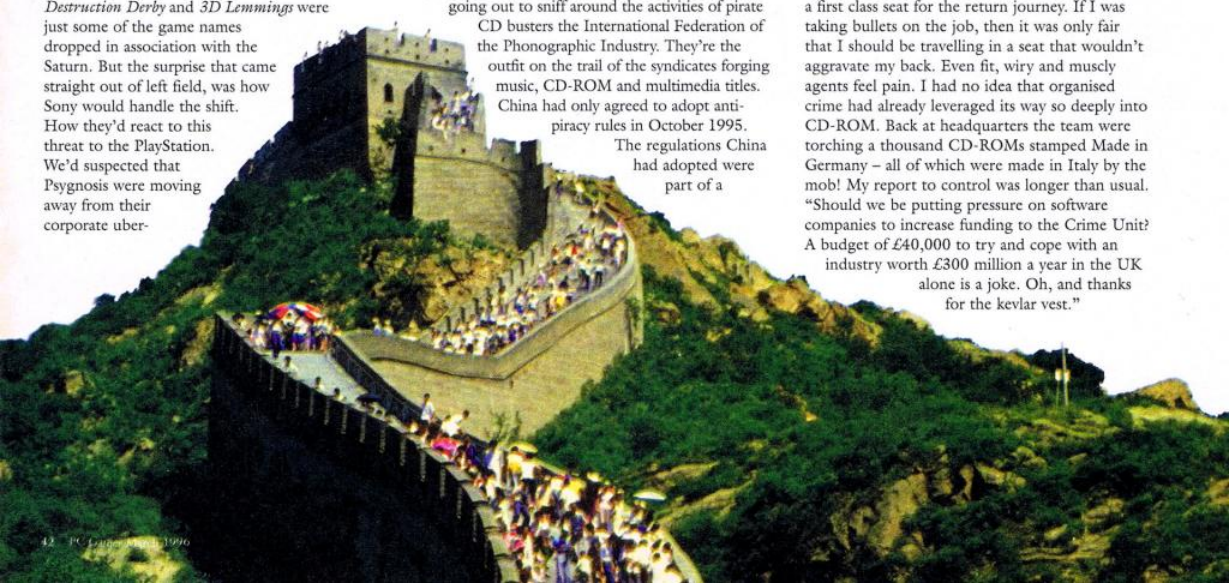 Destruction Derby and 3D Lemmings were
just some of the game names
dropped in association with the
Saturn. But the surprise that came
straight out of left field, was how
Sony would handle the shift.
How they'd react to this
threat to the PlayStation.
We'd suspected that
Psygnosis were moving
away from their
corporate uber-
going out to sniff around the activities of pirate
CD busters the International Federation of
the Phonographic Industry. They're the
outfit on the trail of the syndicates forging
music, CD-ROM and multimedia titles.
China had only agreed to adopt anti-
piracy rules in October 1995.
The regulations China
had adopted were
part of a
a first class seat for the return journey. If I was
taking bullets on the job, then it was only fair
that I should be travelling in a seat that wouldn't
aggravate my back. Even fit, wiry and muscly
agents feel pain. I had no idea that organised
crime had already leveraged its way so deeply into
CD-ROM. Back at headquarters the team were
torching a thousand CD-ROMs stamped Made in
Germany – all of which were made in Italy by the
mob! My report to control was longer than usual.
“Should we be putting pressure on software
companies to increase funding to the Crime Unit?
A budget of £40,000 to try and cope with an
industry worth £300 million a year in the UK
alone is a joke. Oh, and thanks
for the kevlar vest.”
42 PC Gamer March 1996